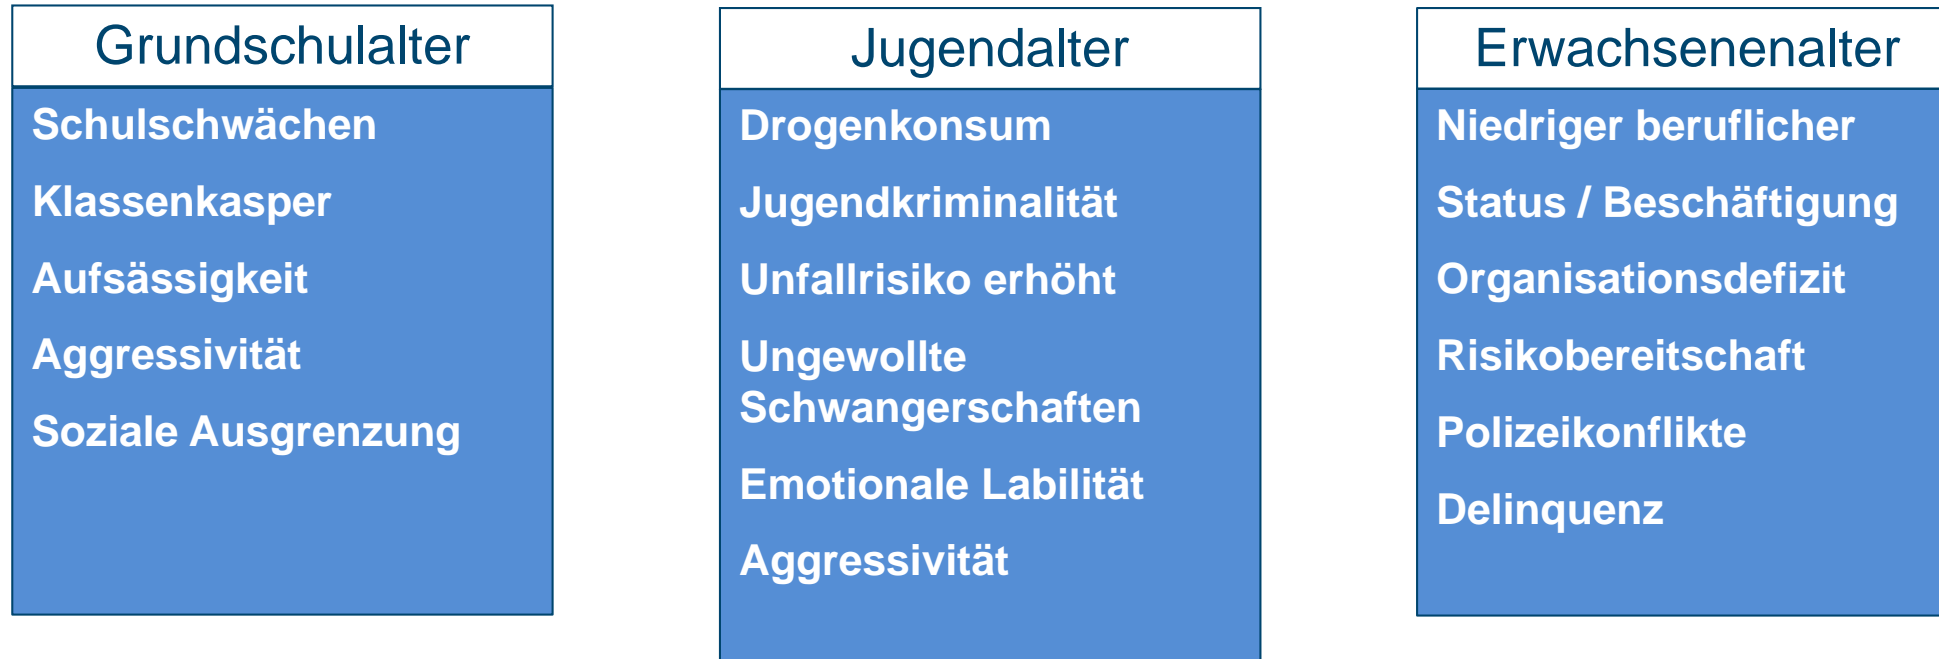 Grundschulalter
Schulschwächen
Klassenkasper
Aufsässigkeit
Aggressivität
Soziale Ausgrenzung
Jugendalter
Drogenkonsum
Jugendkriminalität
Unfallrisiko erhöht
Ungewollte
Schwangerschaften
Emotionale Labilität
Aggressivität
Erwachsenenalter
Niedriger beruflicher
Status / Beschäftigung
Organisationsdefizit
Risikobereitschaft
Polizeikonflikte
Delinquenz